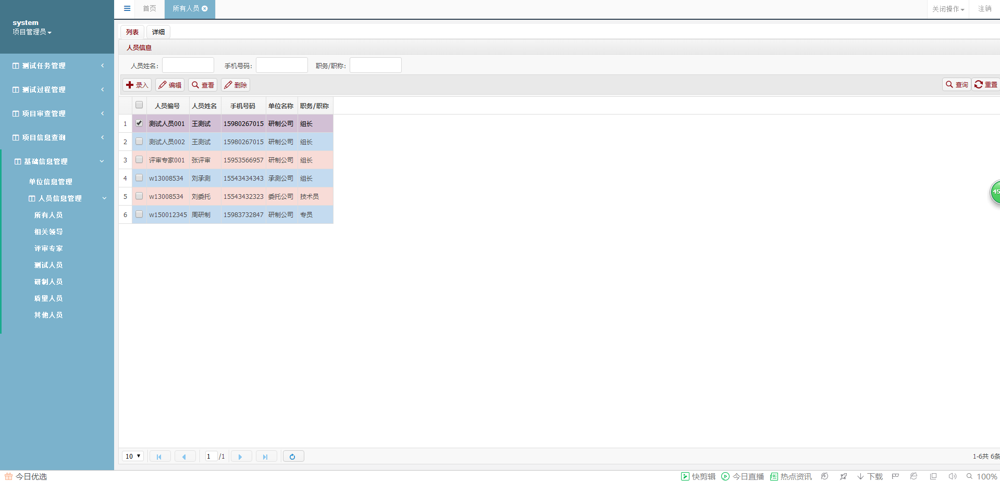 system
项目管理员
测试任务管理
测试过程管理
项目审查管理
项目信息查询
基础信息管理
单位信息管理
人员信息管理
所有人员
相关领导
评审专家
测试人员
研制人员
质量人员
其他人员
首页 所有人员 关闭操作 注销
列表 详细
人员信息
人员姓名: 手机号码: 职务/职称:
录入 编辑 查看 删除 查询 重置
人员编号 人员姓名 手机号码 单位名称 职务/职称
1 测试人员001 王测试 15980267015 研制公司 组长
2 测试人员002 王测试 15980267015 研制公司 组长
3 评审专家001 张评审 15953566957 研制公司 组长
4 w13008534 刘承测 15543434343 承测公司 组长
5 w13008534 刘委托 15543432323 委托公司 技术员
6 w150012345 周研制 15983732847 研制公司 专员
45
10 1 /1 1-6共 6条
今日优选 快剪辑 今日直播 热点资讯 下载 100%